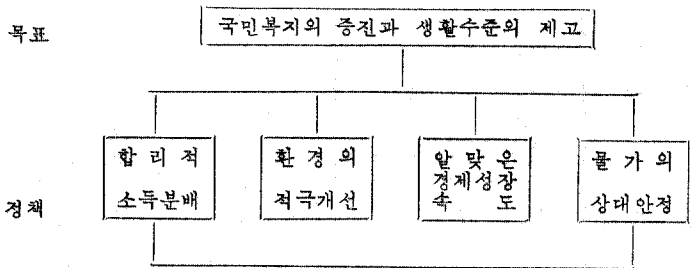 목표
국민복지의 증진과 생활수준의 제고
합리적
소득분배
환경의
적극개선
알맞은
경제성장
속도
물가의
상대안정
정책